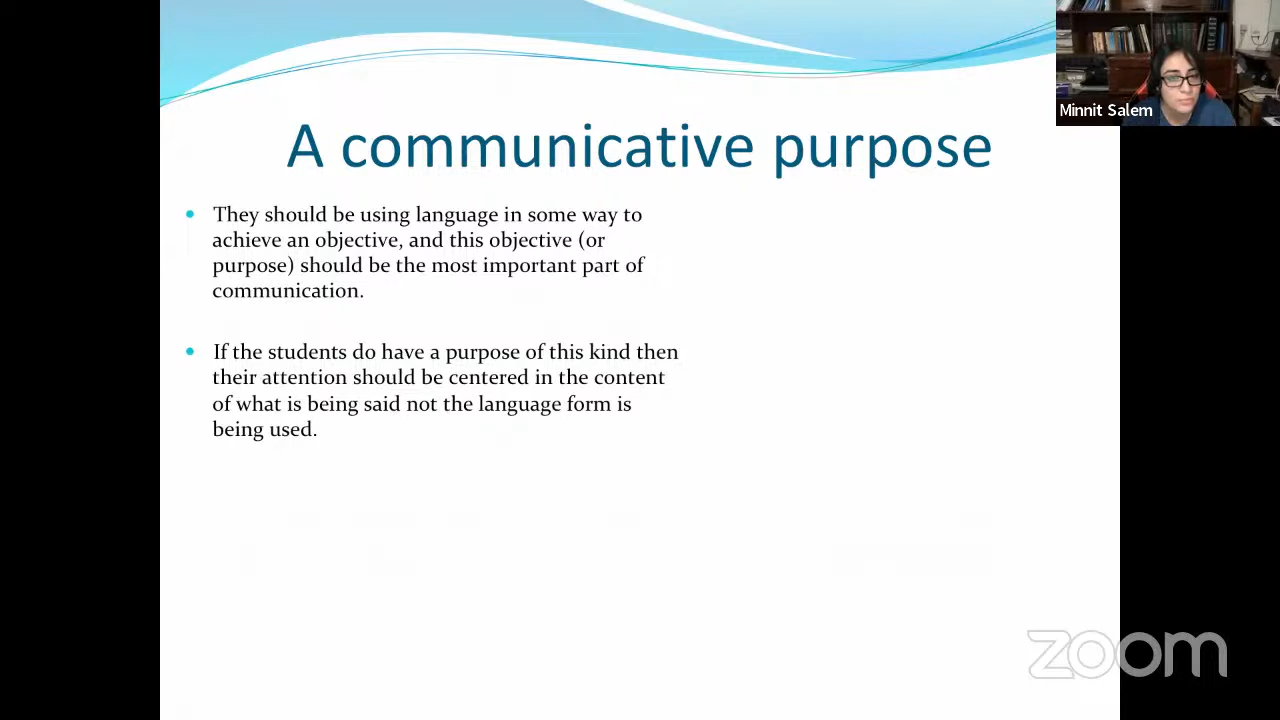 Minnit Salem
A communicative purpose
• They should be using language in some way to
achieve an objective, and this objective (or
purpose) should be the most important part of
communication.
• If the students do have a purpose of this kind then
their attention should be centered in the content
of what is being said not the language form is
being used.
zoom